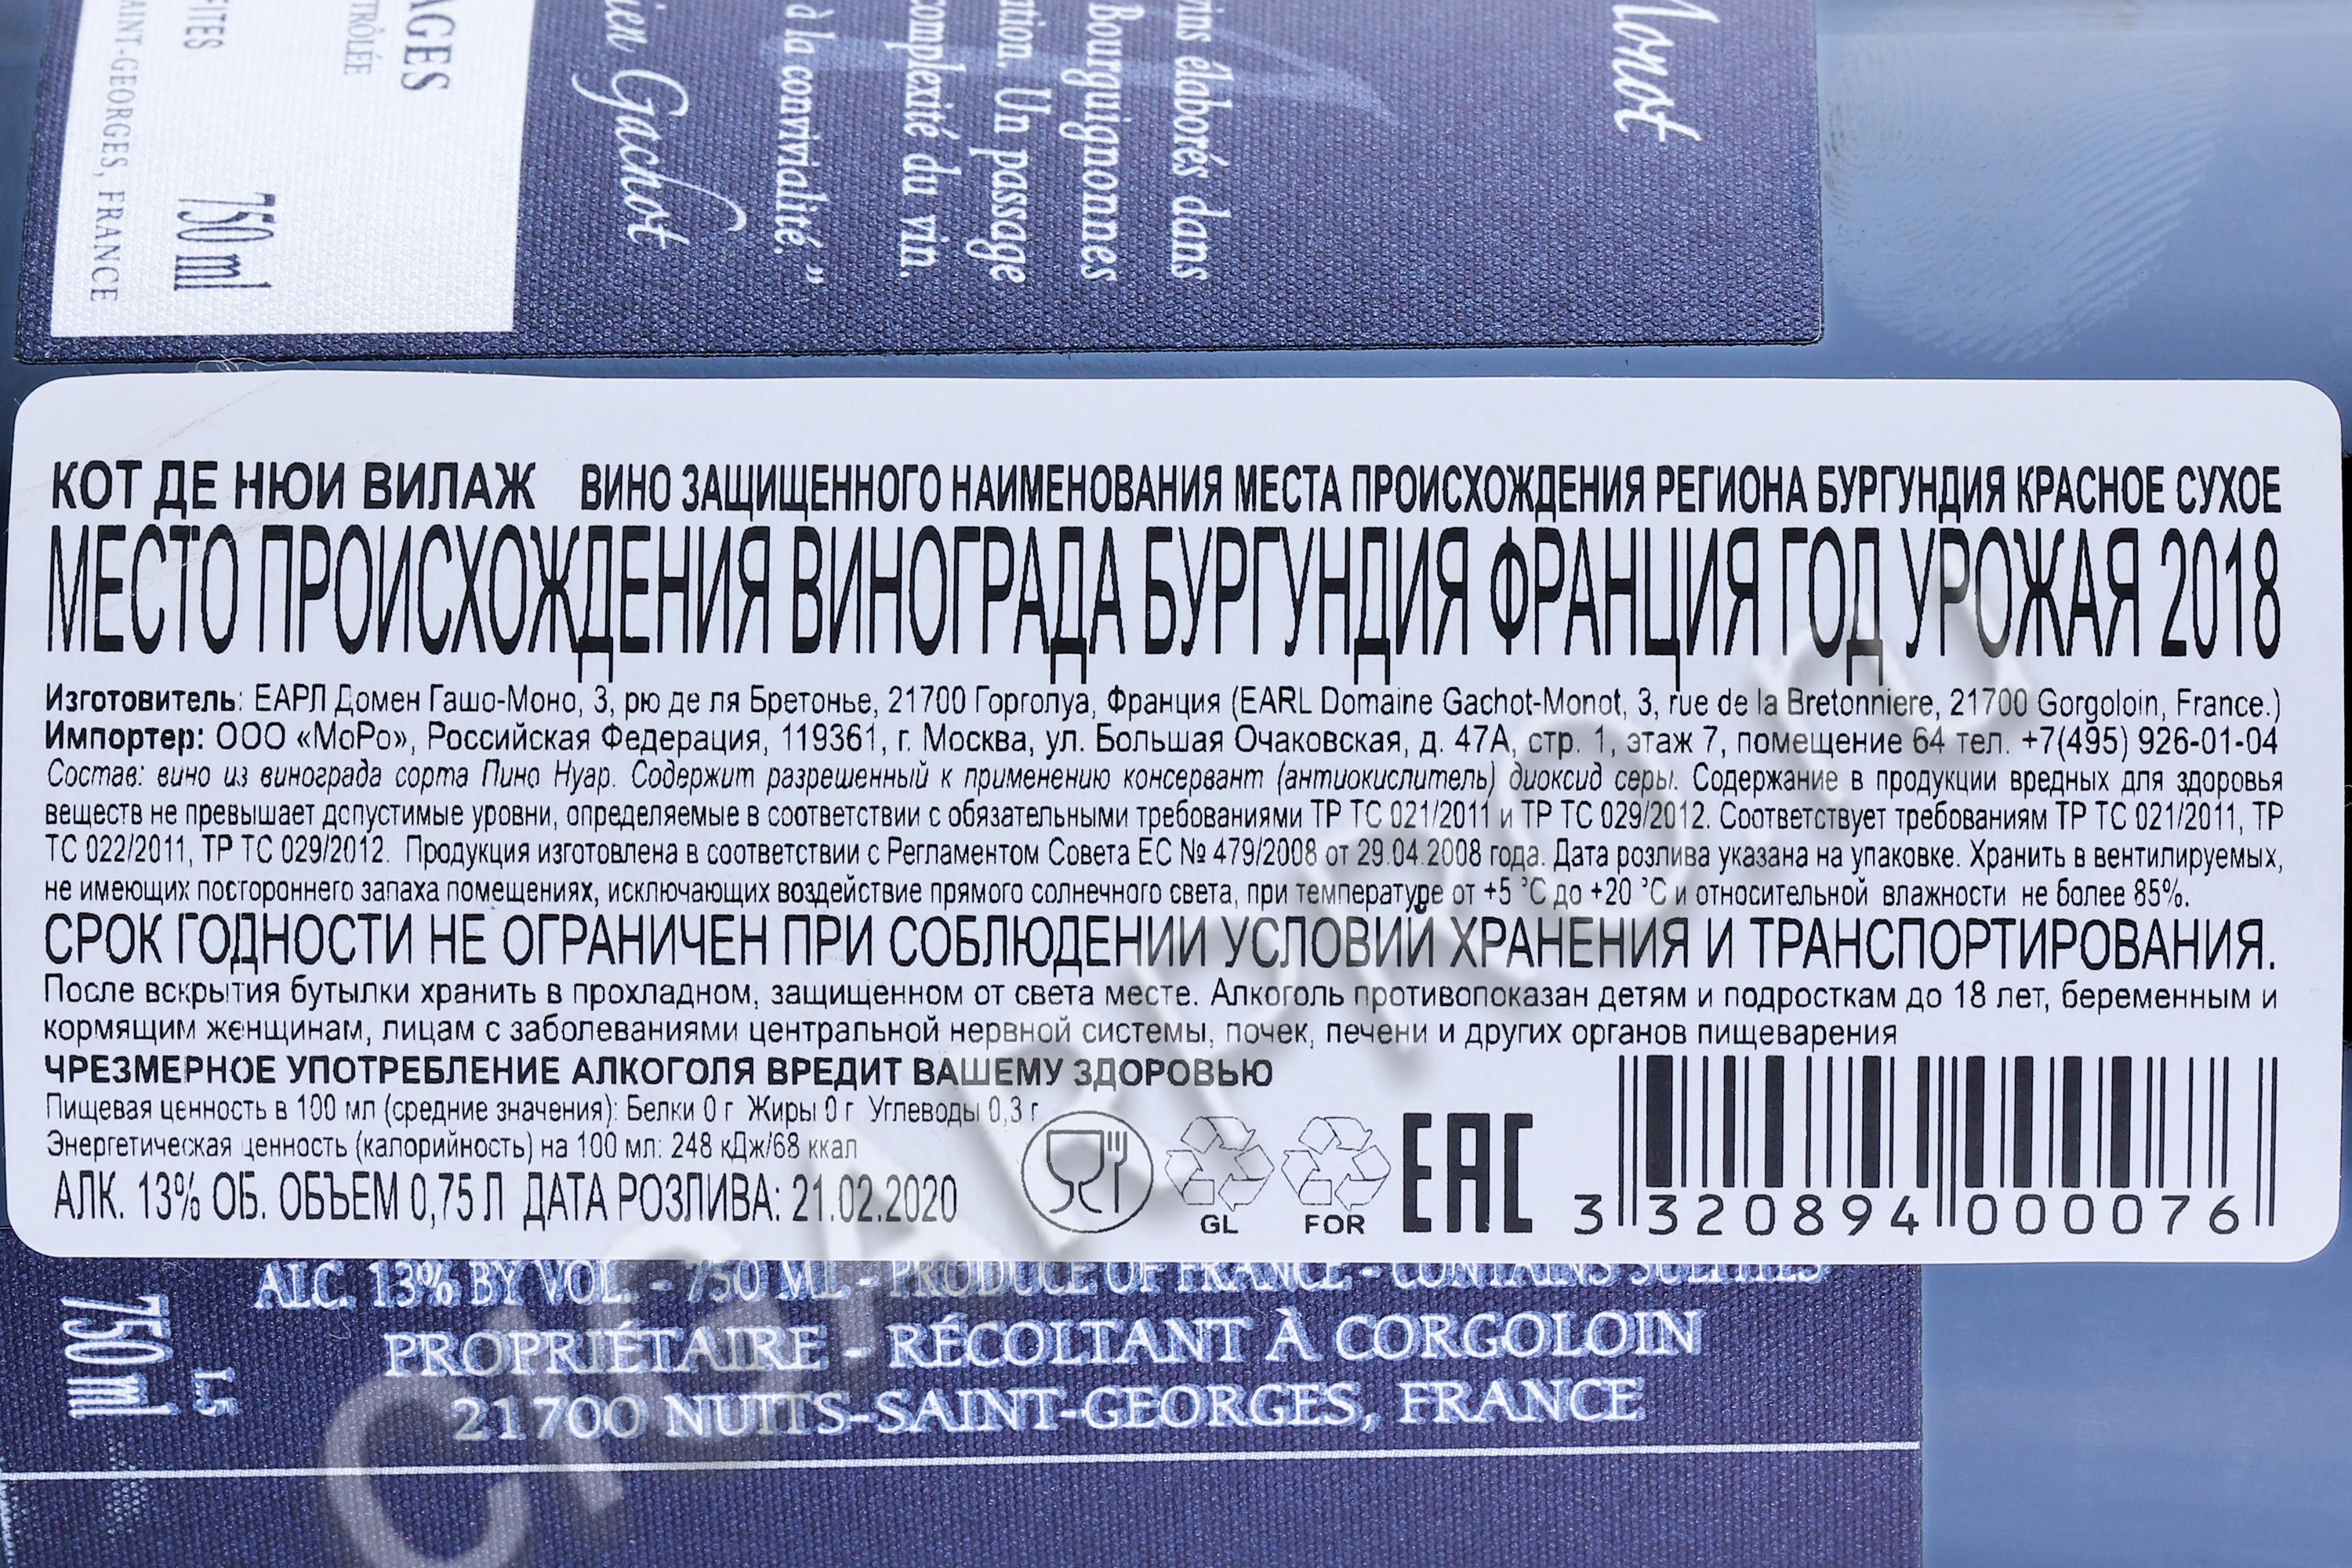 AGES
TRÔLÉE
FITES
750 ml
AINT-GEORGES, FRANCE
Monot
vins élaborés dans
Bourguignonnes
Un passage
complexité du vin,
à la convivialité.”
ien Gachot
КОТ ДЕ НЮИ ВИЛАЖ ВИНО ЗАЩИЩЕННОГО НАИМЕНОВАНИЯ МЕСТА ПРОИСХОЖДЕНИЯ РЕГИОНА БУРГУНДИЯ КРАСНОЕ СУХОЕ
МЕСТО ПРОИСХОЖДЕНИЯ ВИНОГРАДА БУРГУНДИЯ ФРАНЦИЯ ГОД УРОЖАЯ 2018
Изготовитель: ЕАРЛ Домен Гашо-Моно, 3, рю де ля Бретонье, 21700 Горголуа, Франция (EARL Domaine Gachot-Monot, 3, rue de la Bretonniere, 21700 Gorgoloin, France.)
Импортер: ООО «МоРо», Российская Федерация, 119361, г. Москва, ул. Большая Очаковская, д. 47А, стр. 1, этаж 7, помещение 64 тел. +7(495) 926-01-04
Состав: вино из винограда сорта Пино Нуар. Содержит разрешенный к применению консервант (антиокислитель) диоксид серы. Содержание в продукции вредных для здоровья
веществ не превышает допустимые уровни, определяемые в соответствии с обязательными требованиями ТР ТС 021/2011 и ТР ТС 029/2012. Соответствует требованиям ТР ТС 021/2011, ТР
ТС 022/2011, ТР ТС 029/2012. Продукция изготовлена в соответствии с Регламентом Совета ЕС № 479/2008 от 29.04.2008 года. Дата розлива указана на упаковке. Хранить в вентилируемых,
не имеющих постороннего запаха помещениях, исключающих воздействие прямого солнечного света, при температуре от +5 °С до +20 °С и относительной влажности не более 85%.
СРОК ГОДНОСТИ НЕ ОГРАНИЧЕН ПРИ СОБЛЮДЕНИИ УСЛОВИЙ ХРАНЕНИЯ И ТРАНСПОРТИРОВАНИЯ.
После вскрытия бутылки хранить в прохладном, защищенном от света месте. Алкоголь противопоказан детям и подросткам до 18 лет, беременным и
кормящим женщинам, лицам с заболеваниями центральной нервной системы, почек, печени и других органов пищеварения
ЧРЕЗМЕРНОЕ УПОТРЕБЛЕНИЕ АЛКОГОЛЯ ВРЕДИТ ВАШЕМУ ЗДОРОВЬЮ
Пищевая ценность в 100 мл (средние значения): Белки 0 г Жиры 0 г Углеводы 0,3 г
Энергетическая ценность (калорийность) на 100 мл: 248 кДж/68 ккал
АЛК. 13% ОБ. ОБЪЕМ 0,75 Л ДАТА РОЗЛИВА: 21.02.2020
GL
FOR
ЕАС
3 320894 000076
ALC. 13% BY VOL. - 750 ML - PRODUCE OF FRANCE - CONTAINS SULFITES
PROPRIÉTAIRE - RÉCOLTANT À CORGOLOIN
21700 NUITS-SAINT-GEORGES, FRANCE
750 ml
L5
CIGARPRO.ru